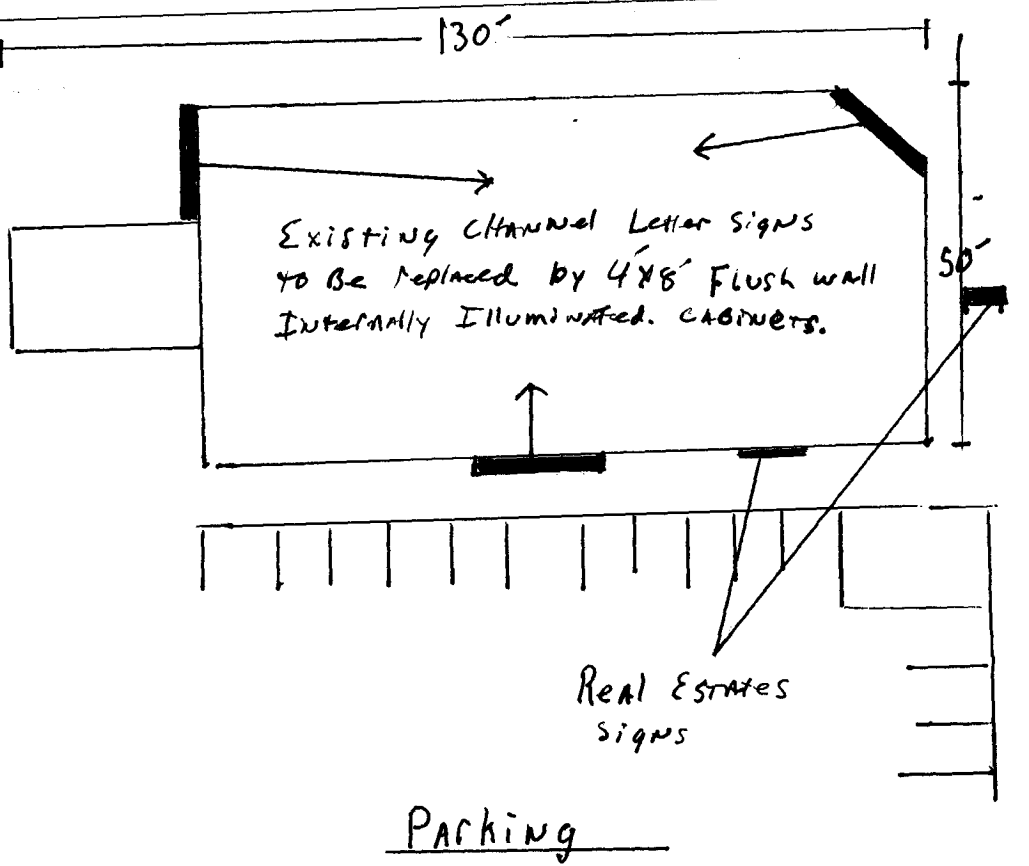 130'
Existing Channel Letter Signs
to Be replaced by 4'x8' Flush wall
Internally Illuminated. Cabinets.
50'
Real Estates
Signs
Parking